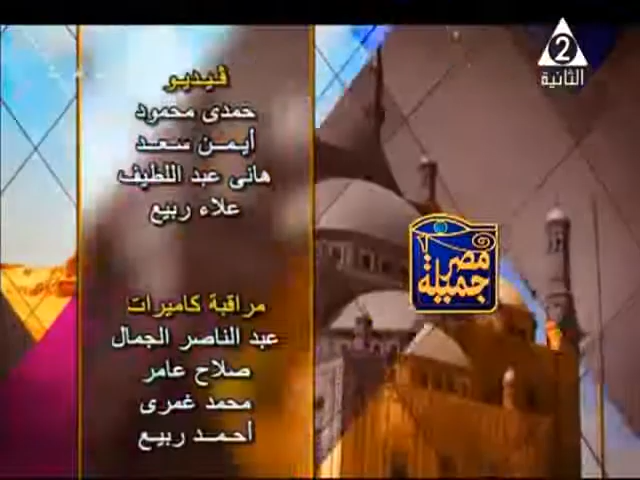 2
الثانية
ڤيديو
حمدى محمود
أيمن سعد
هانى عبد اللطيف
علاء ربيع
مصر
جميلة
مراقبة كاميرات
عبد الناصر الجمال
صلاح عامر
محمد غمرى
أحمد ربيع